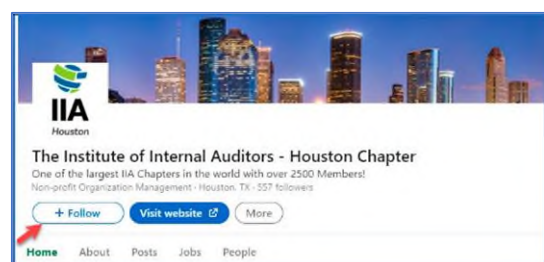 IIA
Houston
The Institute of Internal Auditors - Houston Chapter
One of the largest IIA Chapters in the world with over 2500 Members!
Non-profit Organization Management · Houston, TX · 557 followers
+ Follow
Visit website
More
Home About Posts Jobs People